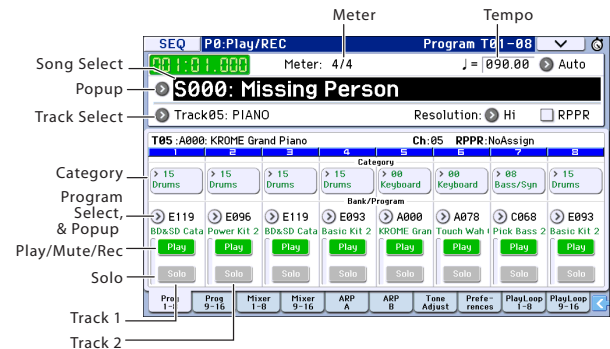 Meter Tempo
SEQ P0:Play/REC Program T01-08
001:01.000 Meter: 4/4 ♩= 090.00 Auto
Song Select
Popup S000: Missing Person
Track Select Track05: PIANO Resolution: Hi RPPR
T05 :A000: KROME Grand Piano Ch:05 RPPR:NoAssign
1 2 3 4 5 6 7 8
Category
Category > 15 Drums > 15 Drums > 15 Drums > 15 Drums > 00 Keyboard > 00 Keyboard > 08 Bass/Syn > 15 Drums
Bank/Program
Program Select, & Popup E119 E096 E119 E093 A000 A078 C068 E093
BD&SD Cata Power Kit 2 BD&SD Cata Basic Kit 2 KROME Gran Touch Wah Pick Bass 2 Basic Kit 2
Play/Mute/Rec Play Play Play Play Play Play Play Play
Solo Solo Solo Solo Solo Solo Solo Solo Solo
Prog 1-8 Prog 9-16 Mixer 1-8 Mixer 9-16 ARP A ARP B Tone Adjust Prefe-rences PlayLoop 1-8 PlayLoop 9-16
Track 1
Track 2